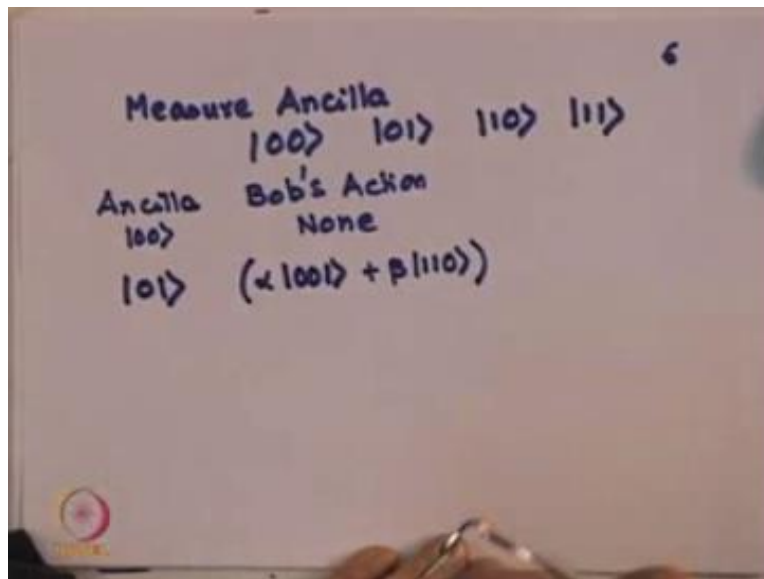 6
Measure Ancilla
|00⟩ |01⟩ |10⟩ |11⟩
Ancilla Bob's Action
|00⟩ None
|01⟩ (α|001⟩ + β|110⟩)